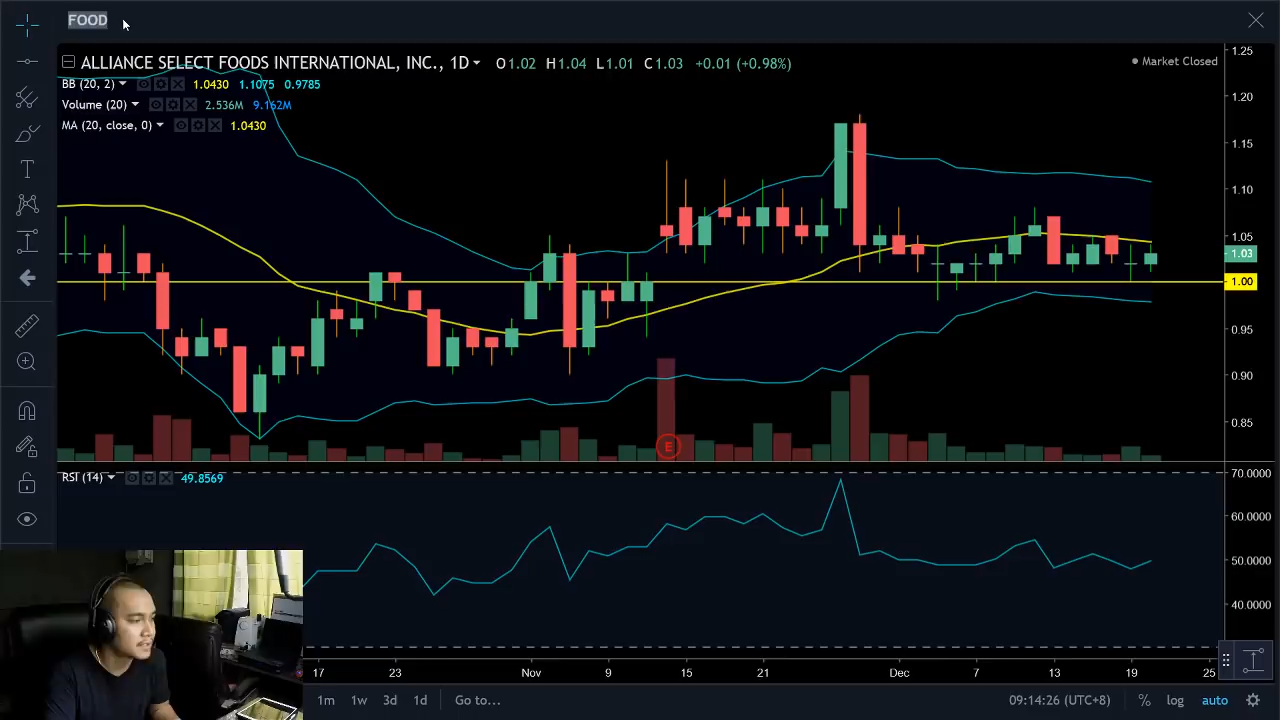 FOOD
ALLIANCE SELECT FOODS INTERNATIONAL, INC., 1D O1.02 H1.04 L1.01 C1.03 +0.01 (+0.98%)
Market Closed
BB (20, 2) 1.0430 1.1075 0.9785
Volume (20) 2.536M 9.162M
MA (20, close, 0) 1.0430
1.25
1.20
1.15
1.10
1.05
1.03
1.00
0.95
0.90
0.85
E
RSI (14) 49.8569
70.0000
60.0000
50.0000
40.0000
17 23 Nov 9 15 21 Dec 7 13 19 25
1m 1w 3d 1d Go to... 09:14:26 (UTC+8) % log auto